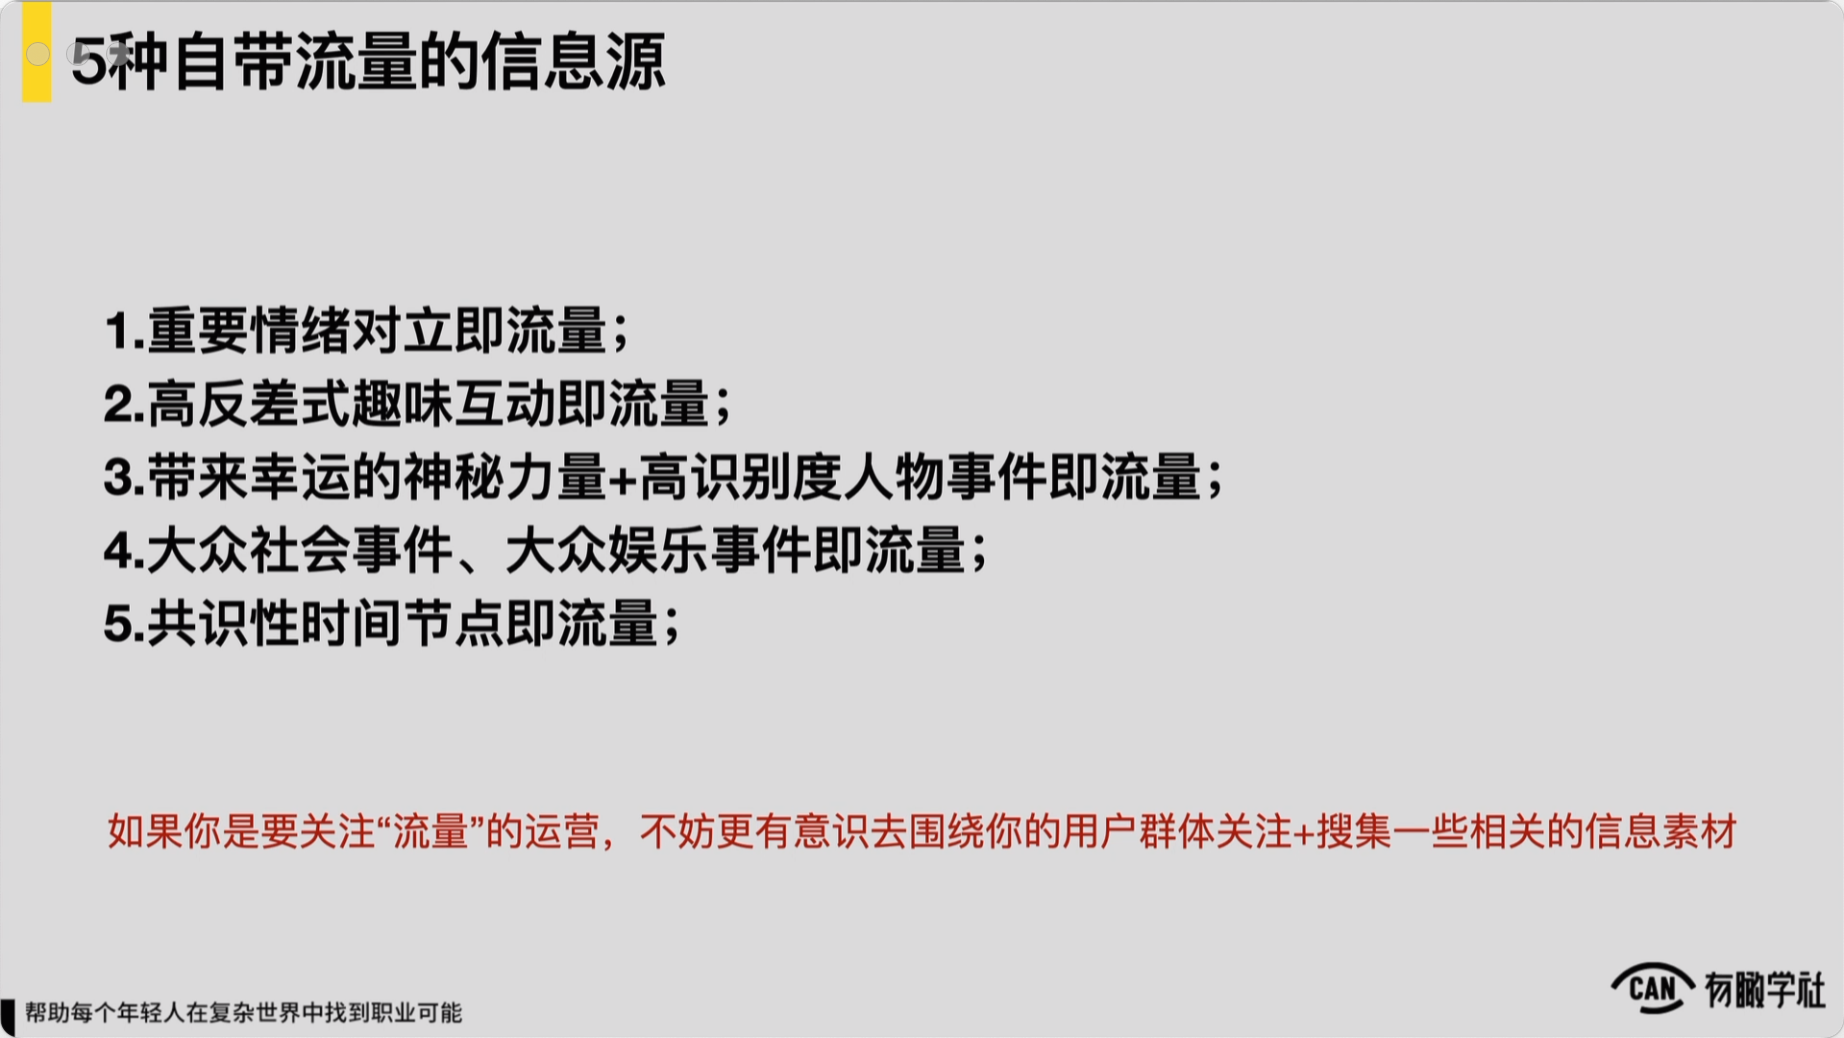 5种自带流量的信息源
1.重要情绪对立即流量；
2.高反差式趣味互动即流量；
3.带来幸运的神秘力量+高识别度人物事件即流量；
4.大众社会事件、大众娱乐事件即流量；
5.共识性时间节点即流量；
如果你是要关注“流量”的运营，不妨更有意识去围绕你的用户群体关注+搜集一些相关的信息素材
帮助每个年轻人在复杂世界中找到职业可能
CAN 有瞰学社